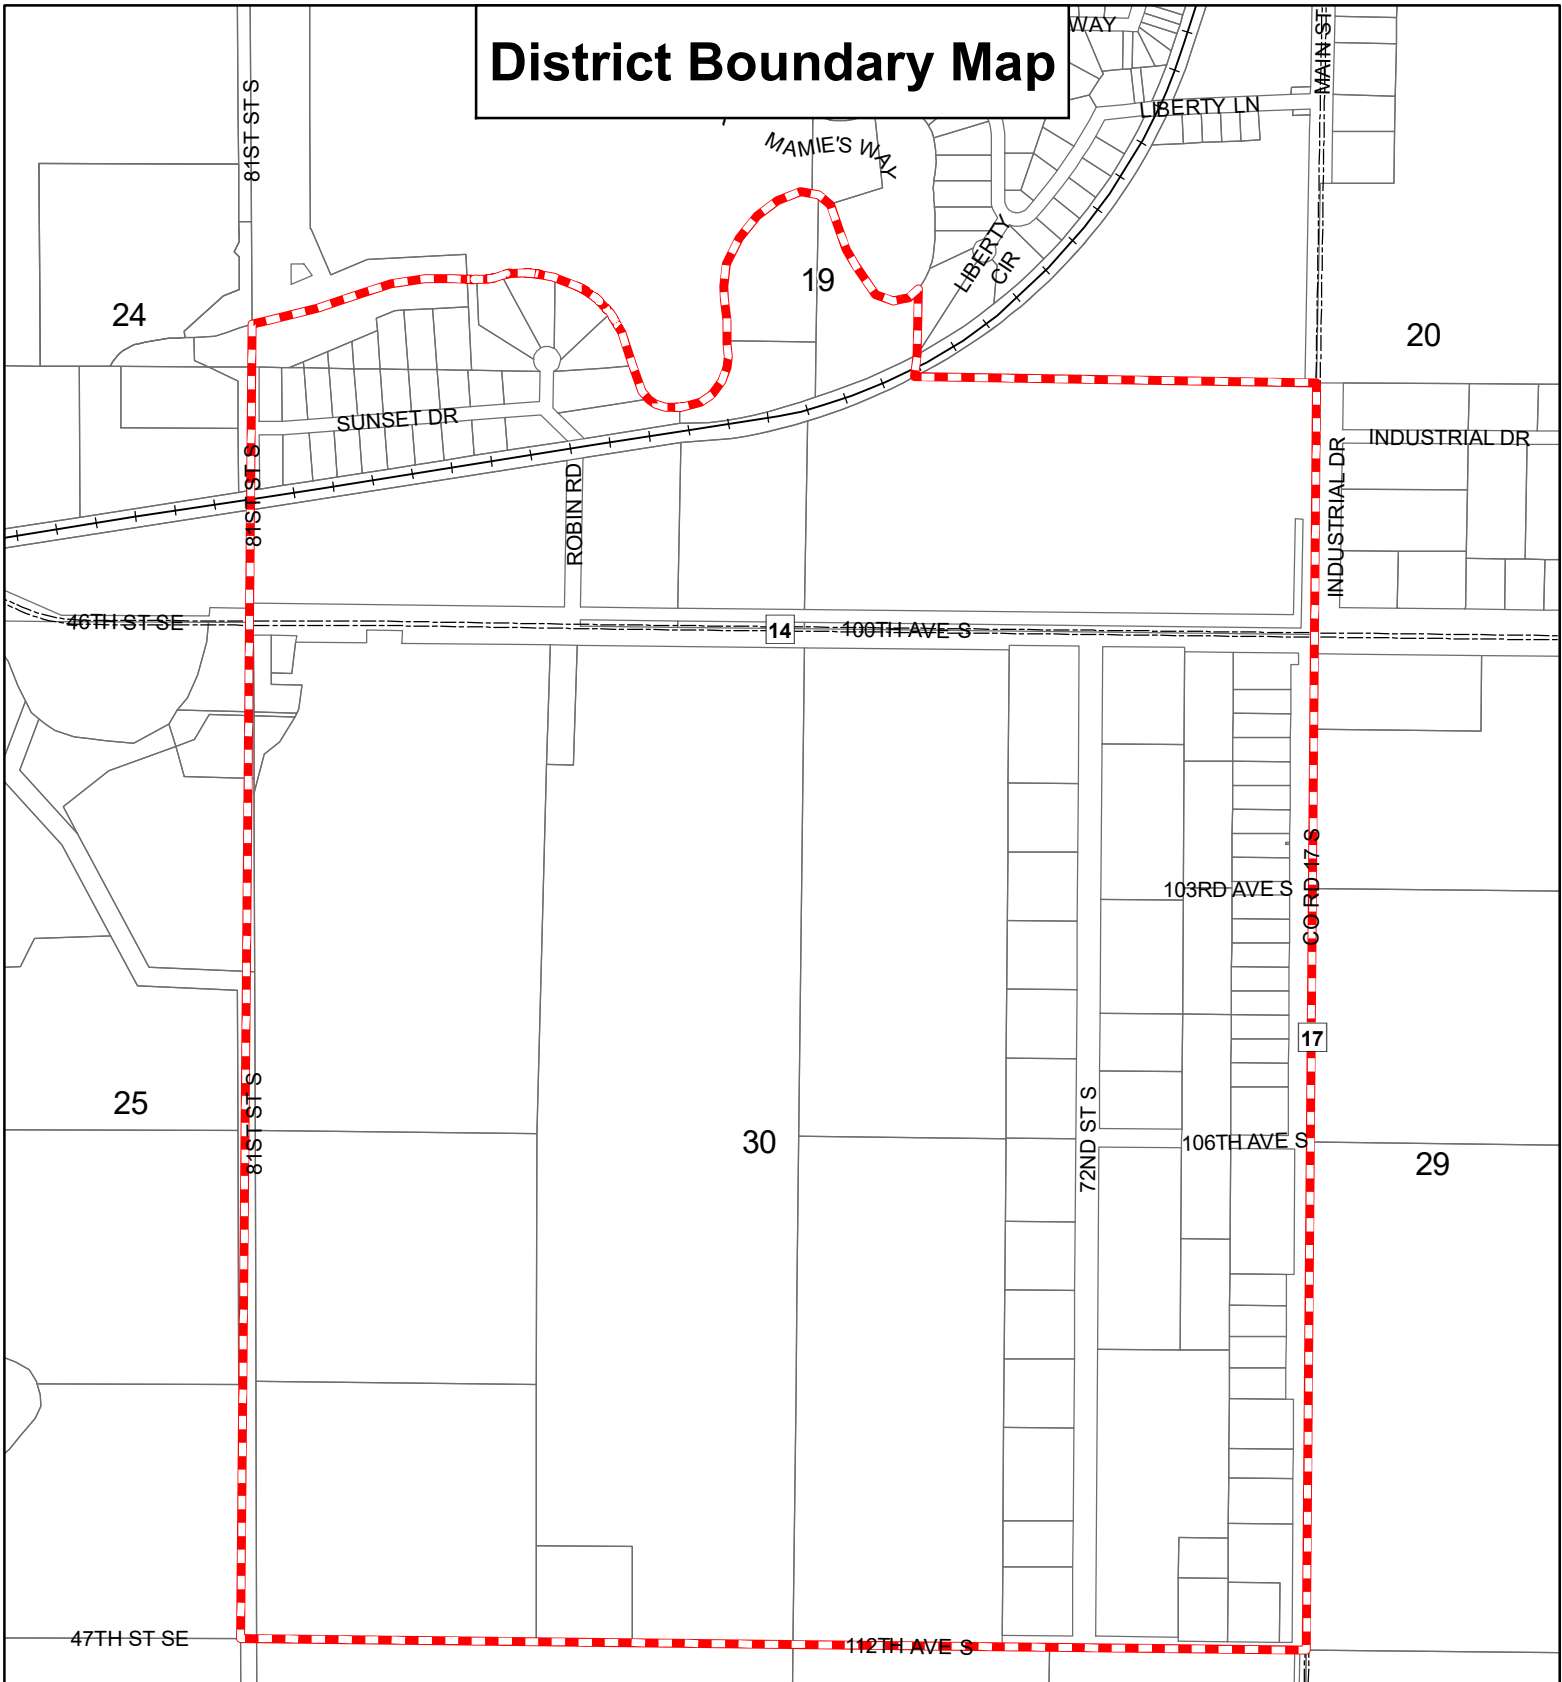 District Boundary Map
WAY
MAIN ST
81ST ST S
LIBERTY LN
MAMIE'S WAY
LIBERTY
CIR
19
24
20
SUNSET DR
INDUSTRIAL DR
INDUSTRIAL DR
81ST ST S
ROBIN RD
46TH ST SE
14
100TH AVE S
CO RD 17 S
103RD AVE S
17
25
81ST ST S
30
72ND ST S
106TH AVE S
29
47TH ST SE
112TH AVE S